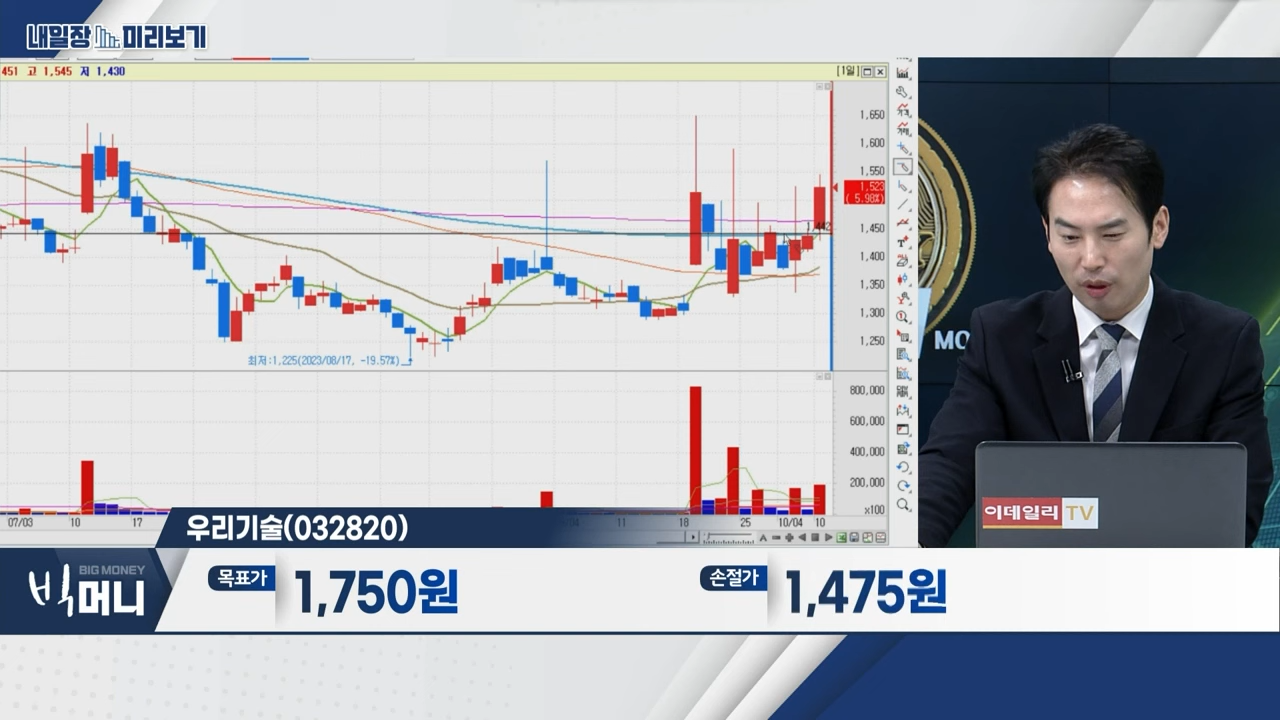 내일장 미리보기
451 고 1,545 저 1,430
[1일]
1,650
1,600
1,550
1,523
( 5.98%)
1,450
1,400
1,350
1,300
1,250
최저:1,225(2023/08/17, -19.57%)
800,000
600,000
400,000
200,000
x100
07/03 10 17 11 18 25 10/04 10
MO
이데일리TV
우리기술(032820)
BIG MONEY
빅머니
목표가 1,750원
손절가 1,475원